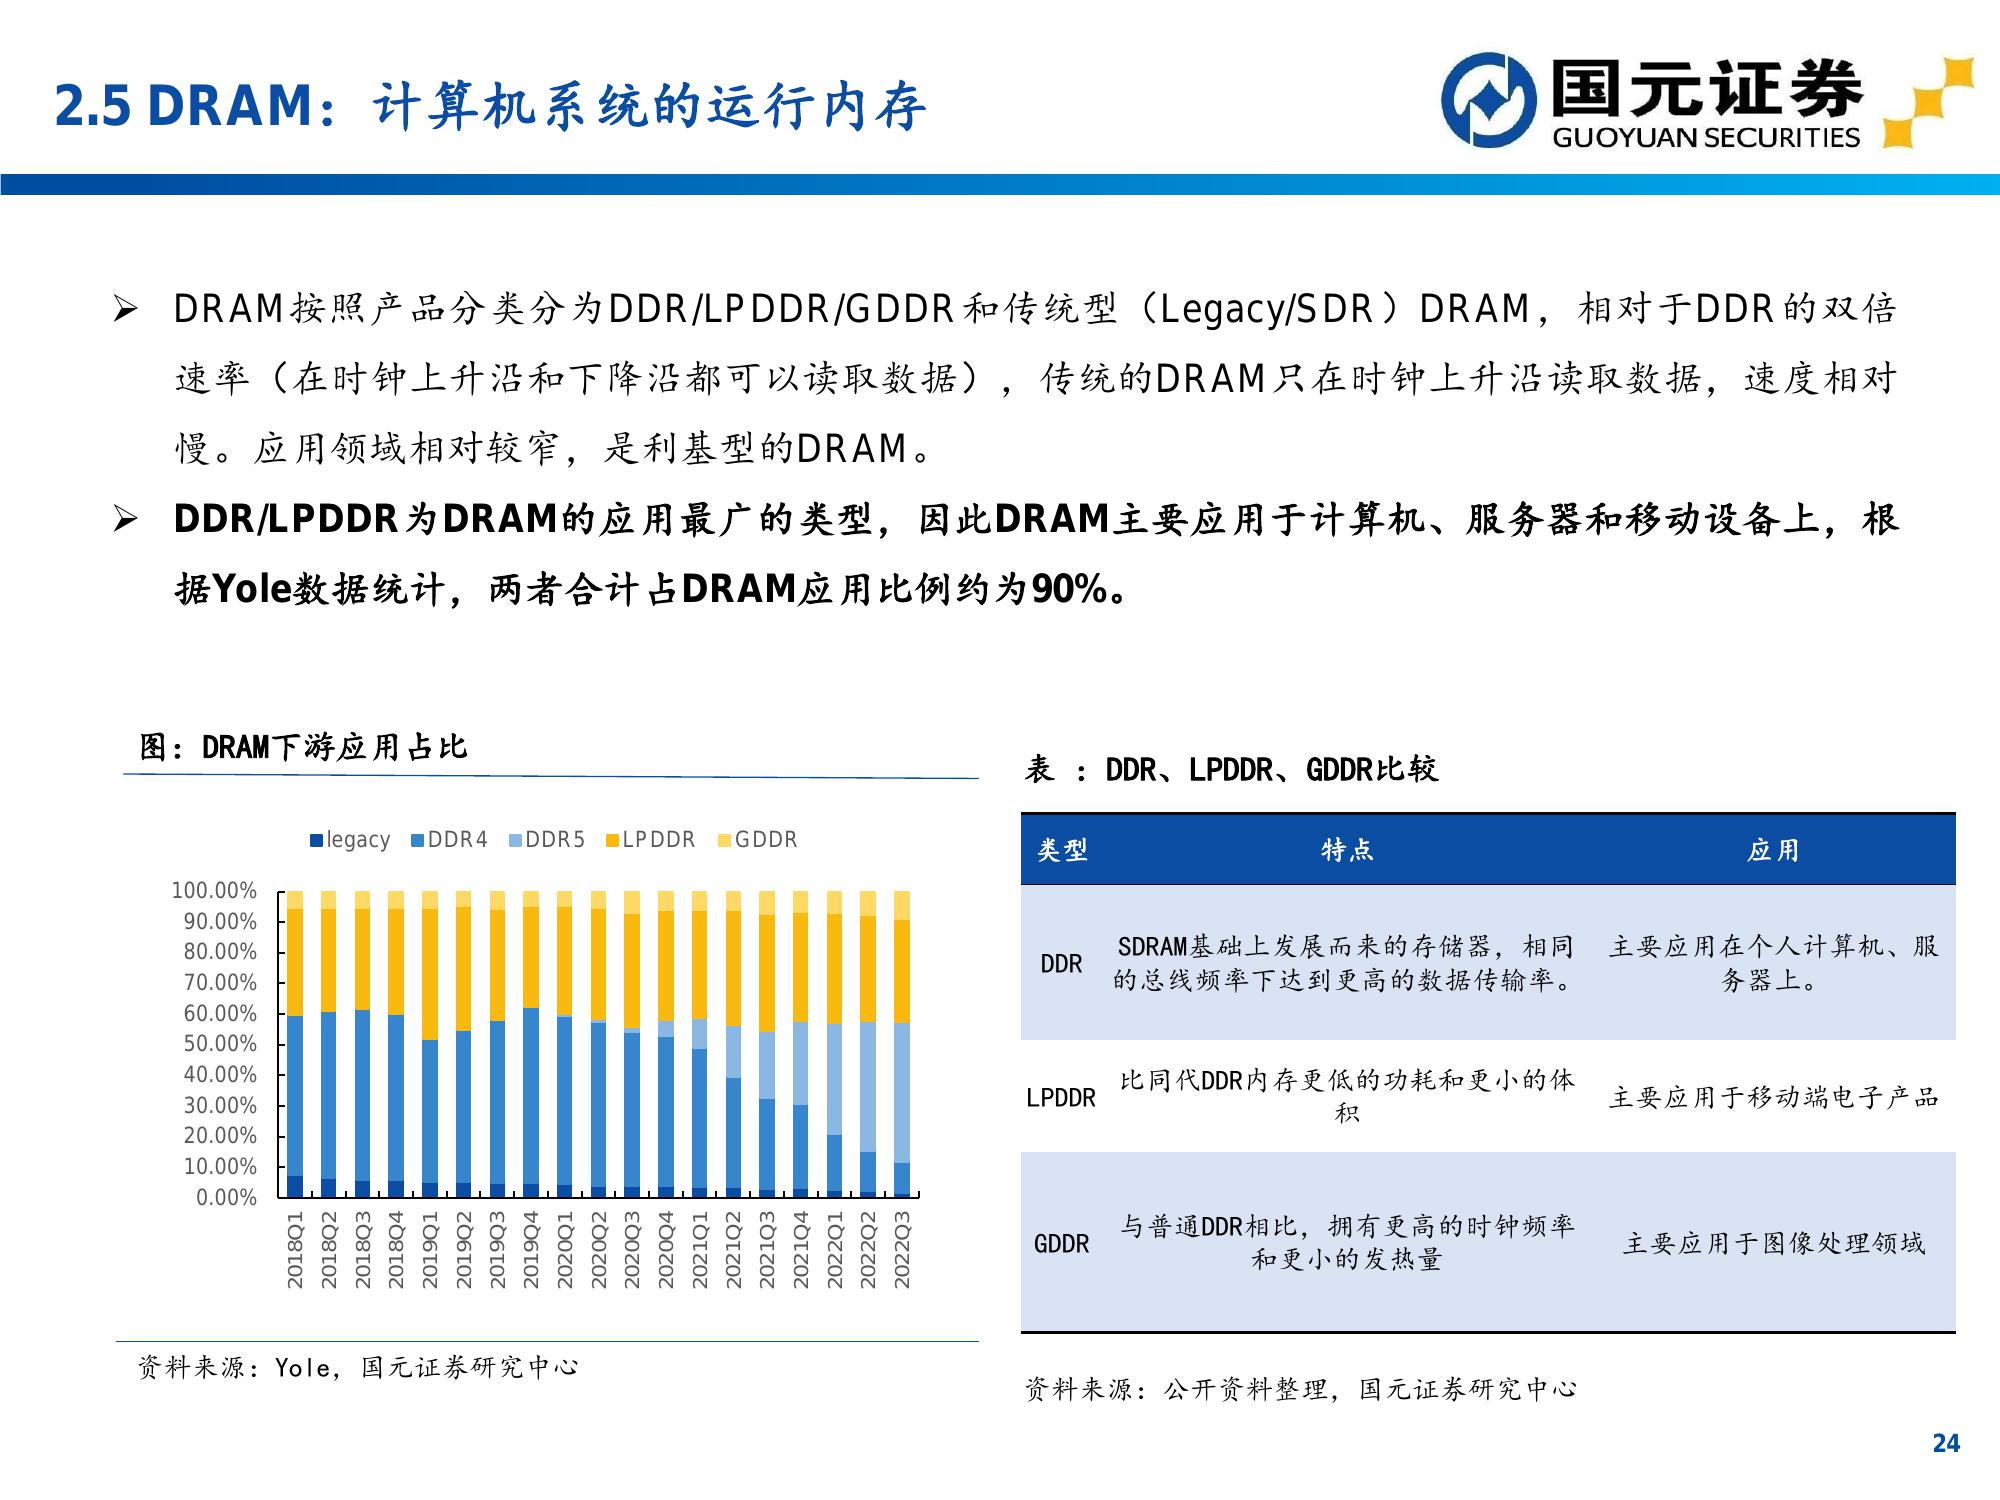 2.5 DRAM：计算机系统的运行内存
国元证券
GUOYUAN SECURITIES
➢ DRAM按照产品分类分为DDR/LPDDR/GDDR和传统型（Legacy/SDR）DRAM，相对于DDR的双倍
速率（在时钟上升沿和下降沿都可以读取数据），传统的DRAM只在时钟上升沿读取数据，速度相对
慢。应用领域相对较窄，是利基型的DRAM。
➢ DDR/LPDDR为DRAM的应用最广的类型，因此DRAM主要应用于计算机、服务器和移动设备上，根
据Yole数据统计，两者合计占DRAM应用比例约为90%。
图：DRAM下游应用占比
legacy DDR4 DDR5 LPDDR GDDR
100.00%
90.00%
80.00%
70.00%
60.00%
50.00%
40.00%
30.00%
20.00%
10.00%
0.00%
2018Q1
2018Q2
2018Q3
2018Q4
2019Q1
2019Q2
2019Q3
2019Q4
2020Q1
2020Q2
2020Q3
2020Q4
2021Q1
2021Q2
2021Q3
2021Q4
2022Q1
2022Q2
2022Q3
资料来源：Yole，国元证券研究中心
表 ：DDR、LPDDR、GDDR比较
类型 特点 应用
DDR
SDRAM基础上发展而来的存储器，相同
的总线频率下达到更高的数据传输率。
主要应用在个人计算机、服
务器上。
LPDDR
比同代DDR内存更低的功耗和更小的体
积
主要应用于移动端电子产品
GDDR
与普通DDR相比，拥有更高的时钟频率
和更小的发热量
主要应用于图像处理领域
资料来源：公开资料整理，国元证券研究中心
24